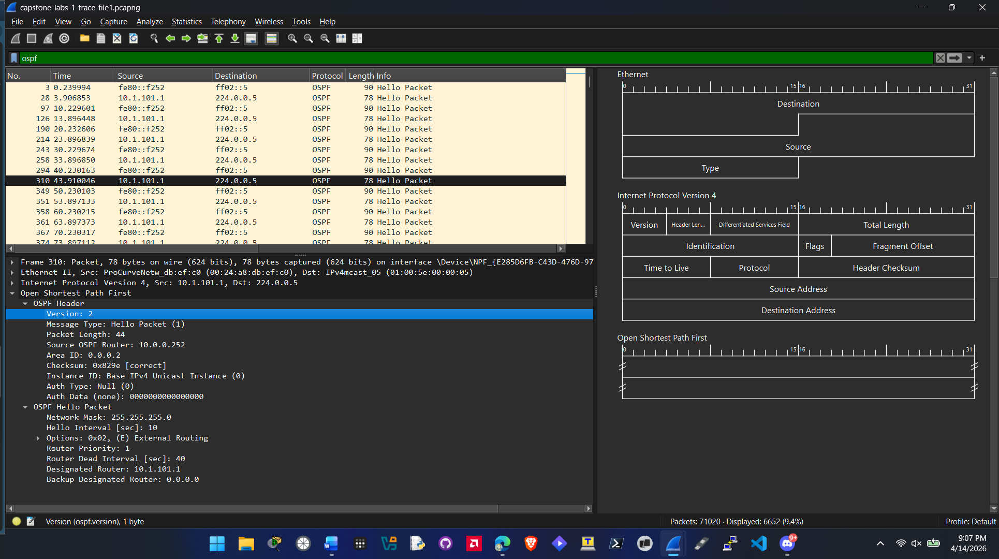 capstone-labs-1-trace-file1.pcapng
File Edit View Go Capture Analyze Statistics Telephony Wireless Tools Help
ospf
No. Time Source Destination Protocol Length Info
3 0.239994 fe80::f252 ff02::5 OSPF 90 Hello Packet
28 3.906853 10.1.101.1 224.0.0.5 OSPF 78 Hello Packet
97 10.229601 fe80::f252 ff02::5 OSPF 90 Hello Packet
126 13.896448 10.1.101.1 224.0.0.5 OSPF 78 Hello Packet
190 20.232606 fe80::f252 ff02::5 OSPF 90 Hello Packet
214 23.896839 10.1.101.1 224.0.0.5 OSPF 78 Hello Packet
243 30.229674 fe80::f252 ff02::5 OSPF 90 Hello Packet
258 33.896850 10.1.101.1 224.0.0.5 OSPF 78 Hello Packet
294 40.230163 fe80::f252 ff02::5 OSPF 90 Hello Packet
310 43.910046 10.1.101.1 224.0.0.5 OSPF 78 Hello Packet
349 50.230103 fe80::f252 ff02::5 OSPF 90 Hello Packet
351 53.897133 10.1.101.1 224.0.0.5 OSPF 78 Hello Packet
358 60.230215 fe80::f252 ff02::5 OSPF 90 Hello Packet
361 63.897373 10.1.101.1 224.0.0.5 OSPF 78 Hello Packet
367 70.230317 fe80::f252 ff02::5 OSPF 90 Hello Packet
374 73.897112 10.1.101.1 224.0.0.5 OSPF 78 Hello Packet
Frame 310: Packet, 78 bytes on wire (624 bits), 78 bytes captured (624 bits) on interface \Device\NPF_{E285D6FB-C43D-476D-97
Ethernet II, Src: ProCurveNetw_db:ef:c0 (00:24:a8:db:ef:c0), Dst: IPv4mcast_05 (01:00:5e:00:00:05)
Internet Protocol Version 4, Src: 10.1.101.1, Dst: 224.0.0.5
Open Shortest Path First
OSPF Header
Version: 2
Message Type: Hello Packet (1)
Packet Length: 44
Source OSPF Router: 10.0.0.252
Area ID: 0.0.0.2
Checksum: 0x829e [correct]
Instance ID: Base IPv4 Unicast Instance (0)
Auth Type: Null (0)
Auth Data (none): 0000000000000000
OSPF Hello Packet
Network Mask: 255.255.255.0
Hello Interval [sec]: 10
Options: 0x02, (E) External Routing
Router Priority: 1
Router Dead Interval [sec]: 40
Designated Router: 10.1.101.1
Backup Designated Router: 0.0.0.0
Ethernet
0 15 16 31
Destination
Source
Type
Internet Protocol Version 4
0 15 16 31
Version Header Len... Differentiated Services Field Total Length
Identification Flags Fragment Offset
Time to Live Protocol Header Checksum
Source Address
Destination Address
Open Shortest Path First
0 15 16 31
Version (ospf.version), 1 byte
Packets: 71020 · Displayed: 6652 (9.4%)
Profile: Default
9+
9:07 PM
4/14/2026